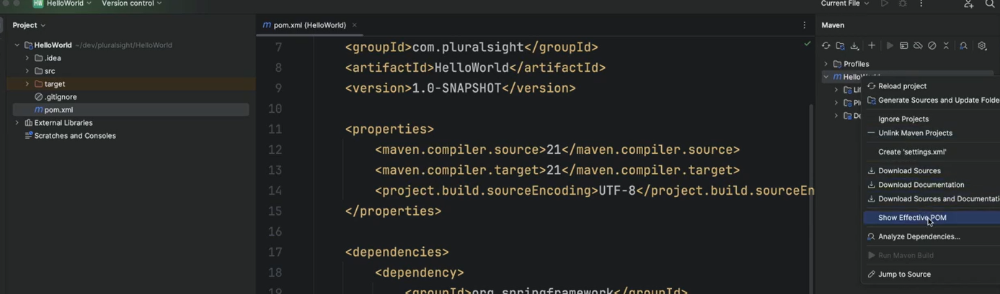 HW HelloWorld Version control Current File
Project
HelloWorld ~/dev/pluralsight/HelloWorld
.idea
src
target
.gitignore
m pom.xml
External Libraries
Scratches and Consoles
m pom.xml (HelloWorld)
7 <groupId>com.pluralsight</groupId>
8 <artifactId>HelloWorld</artifactId>
9 <version>1.0-SNAPSHOT</version>
10
11 <properties>
12 <maven.compiler.source>21</maven.compiler.source>
13 <maven.compiler.target>21</maven.compiler.target>
14 <project.build.sourceEncoding>UTF-8</project.build.sourceEn
15 </properties>
16
17 <dependencies>
18 <dependency>
19 <groupId>org.springframework</groupId>
Maven
Profiles
m HelloWorld
Li
Pl
De
Reload project
Generate Sources and Update Folde
Ignore Projects
Unlink Maven Projects
Create 'settings.xml'
Download Sources
Download Documentation
Download Sources and Documentati
Show Effective POM
Analyze Dependencies...
Run Maven Build
Jump to Source